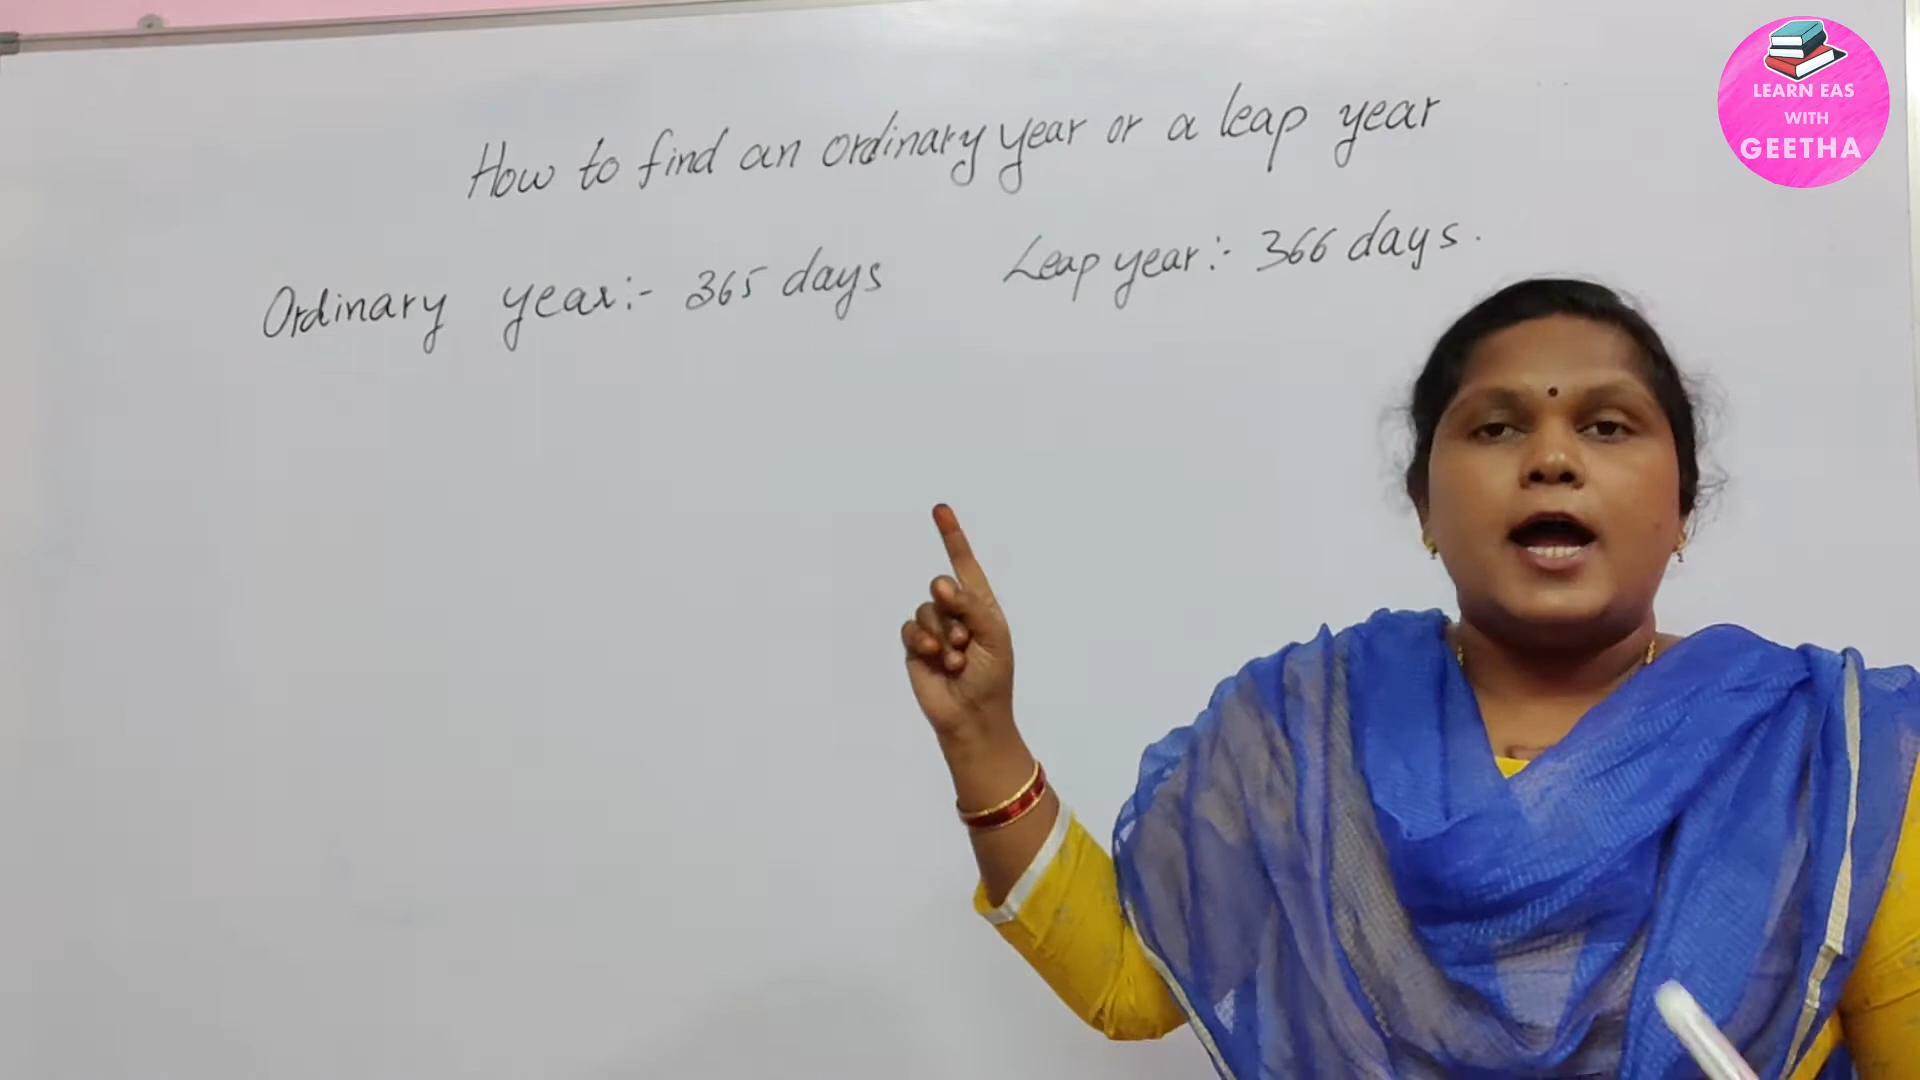 How to find an ordinary year or a leap year
Ordinary year:- 365 days Leap year:- 366 days.
LEARN EAS
WITH
GEETHA